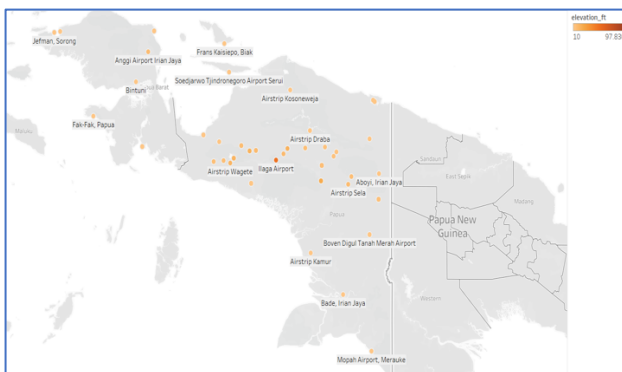 elevation_ft
10 97.83
Jefman, Sorong
Frans Kaisiepo, Biak
Anggi Airport Irian Jaya
Soedjarwo Tjindronegoro Airport Serui
Bintuni
Airstrip Kosoneweja
Maluku
Fak-Fak, Papua
Airstrip Draba
Airstrip Wagete
Ilaga Airport
Aboyi, Irian Jaya
Sandaun
East Sepik
Madang
Airstrip Sela
Papua
Papua New
Guinea
Boven Digul Tanah Merah Airport
Airstrip Kamur
Bade, Irian Jaya
Western
Mopah Airport, Merauke